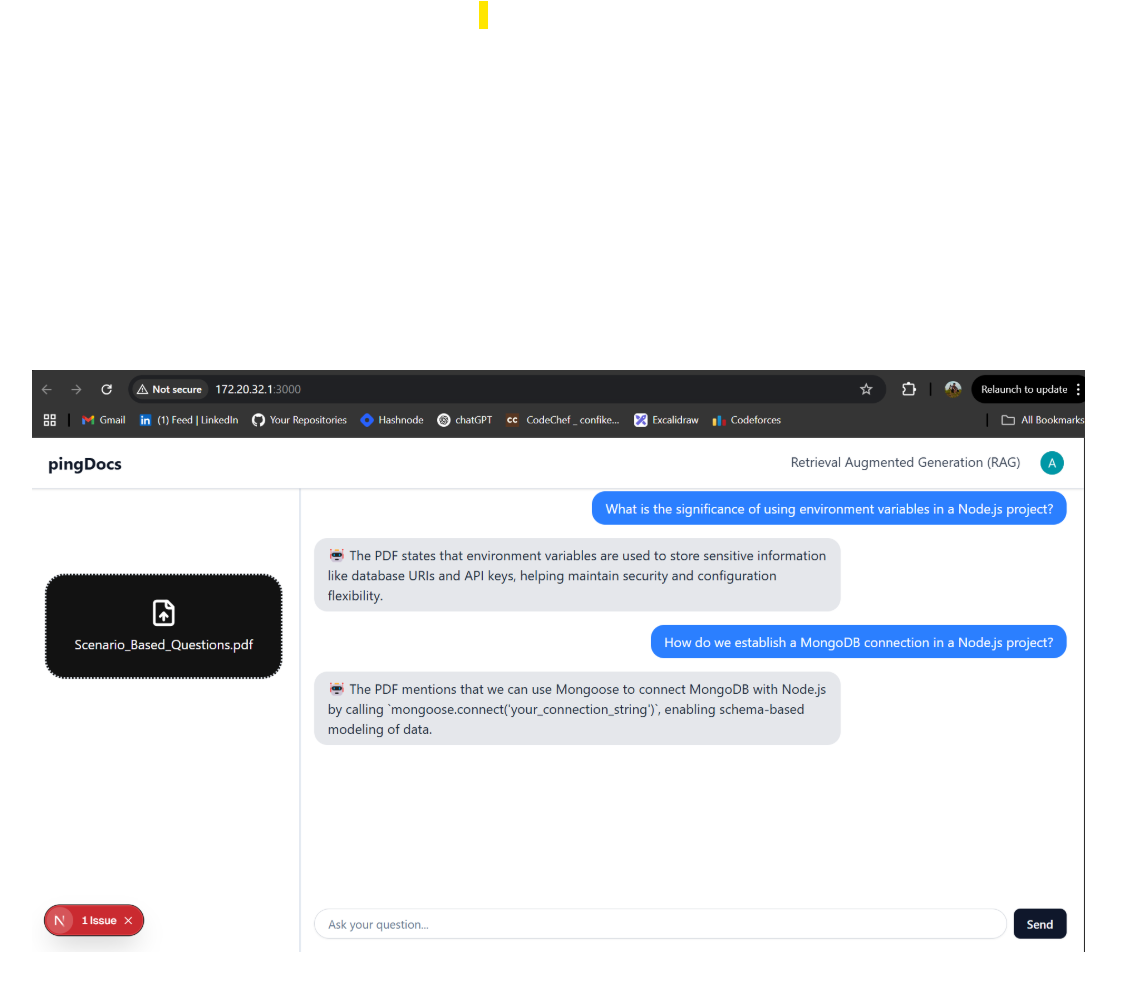 Not secure 172.20.32.1:3000 Relaunch to update
Gmail (1) Feed | LinkedIn Your Repositories Hashnode chatGPT cc CodeChef _ confike... Excalidraw Codeforces All Bookmarks
pingDocs Retrieval Augmented Generation (RAG) A
What is the significance of using environment variables in a Node.js project?
The PDF states that environment variables are used to store sensitive information
like database URIs and API keys, helping maintain security and configuration
flexibility.
Scenario_Based_Questions.pdf
How do we establish a MongoDB connection in a Node.js project?
The PDF mentions that we can use Mongoose to connect MongoDB with Node.js
by calling `mongoose.connect('your_connection_string')`, enabling schema-based
modeling of data.
N 1 Issue ×
Ask your question... Send